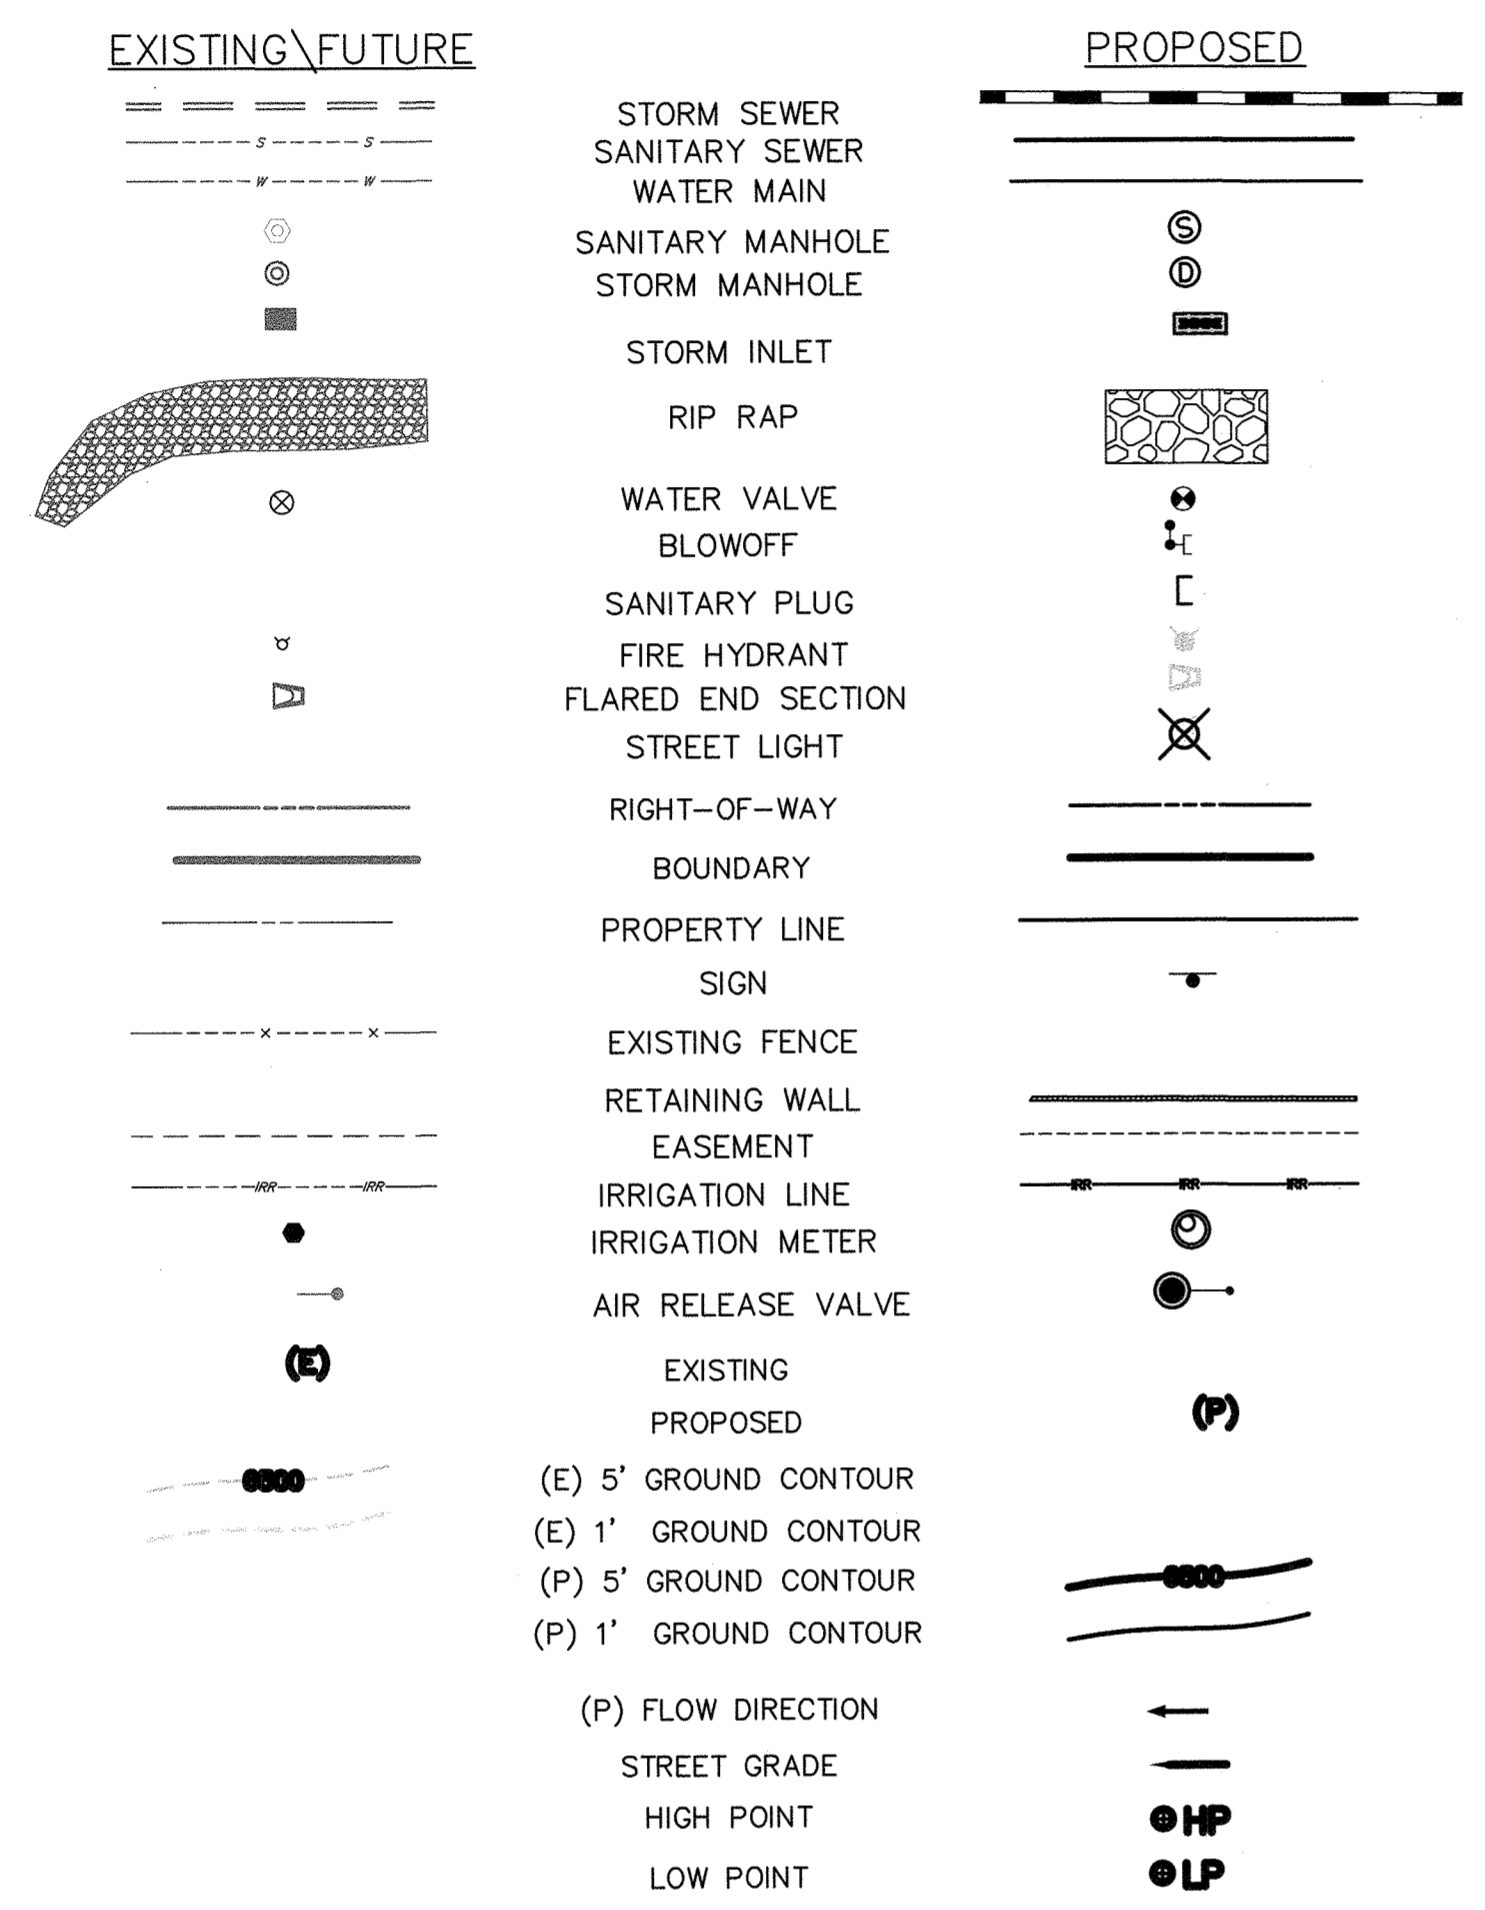 EXISTING\FUTURE PROPOSED
STORM SEWER
S S SANITARY SEWER
W W WATER MAIN
SANITARY MANHOLE S
STORM MANHOLE D
STORM INLET
RIP RAP
WATER VALVE
BLOWOFF
SANITARY PLUG
FIRE HYDRANT
FLARED END SECTION
STREET LIGHT
RIGHT-OF-WAY
BOUNDARY
PROPERTY LINE
SIGN
EXISTING FENCE
RETAINING WALL
EASEMENT
IRR IRR IRRIGATION LINE IRR IRR IRR
IRRIGATION METER
AIR RELEASE VALVE
(E) EXISTING
PROPOSED (P)
(E) 5' GROUND CONTOUR
(E) 1' GROUND CONTOUR
(P) 5' GROUND CONTOUR
(P) 1' GROUND CONTOUR
(P) FLOW DIRECTION
STREET GRADE
HIGH POINT HP
LOW POINT LP